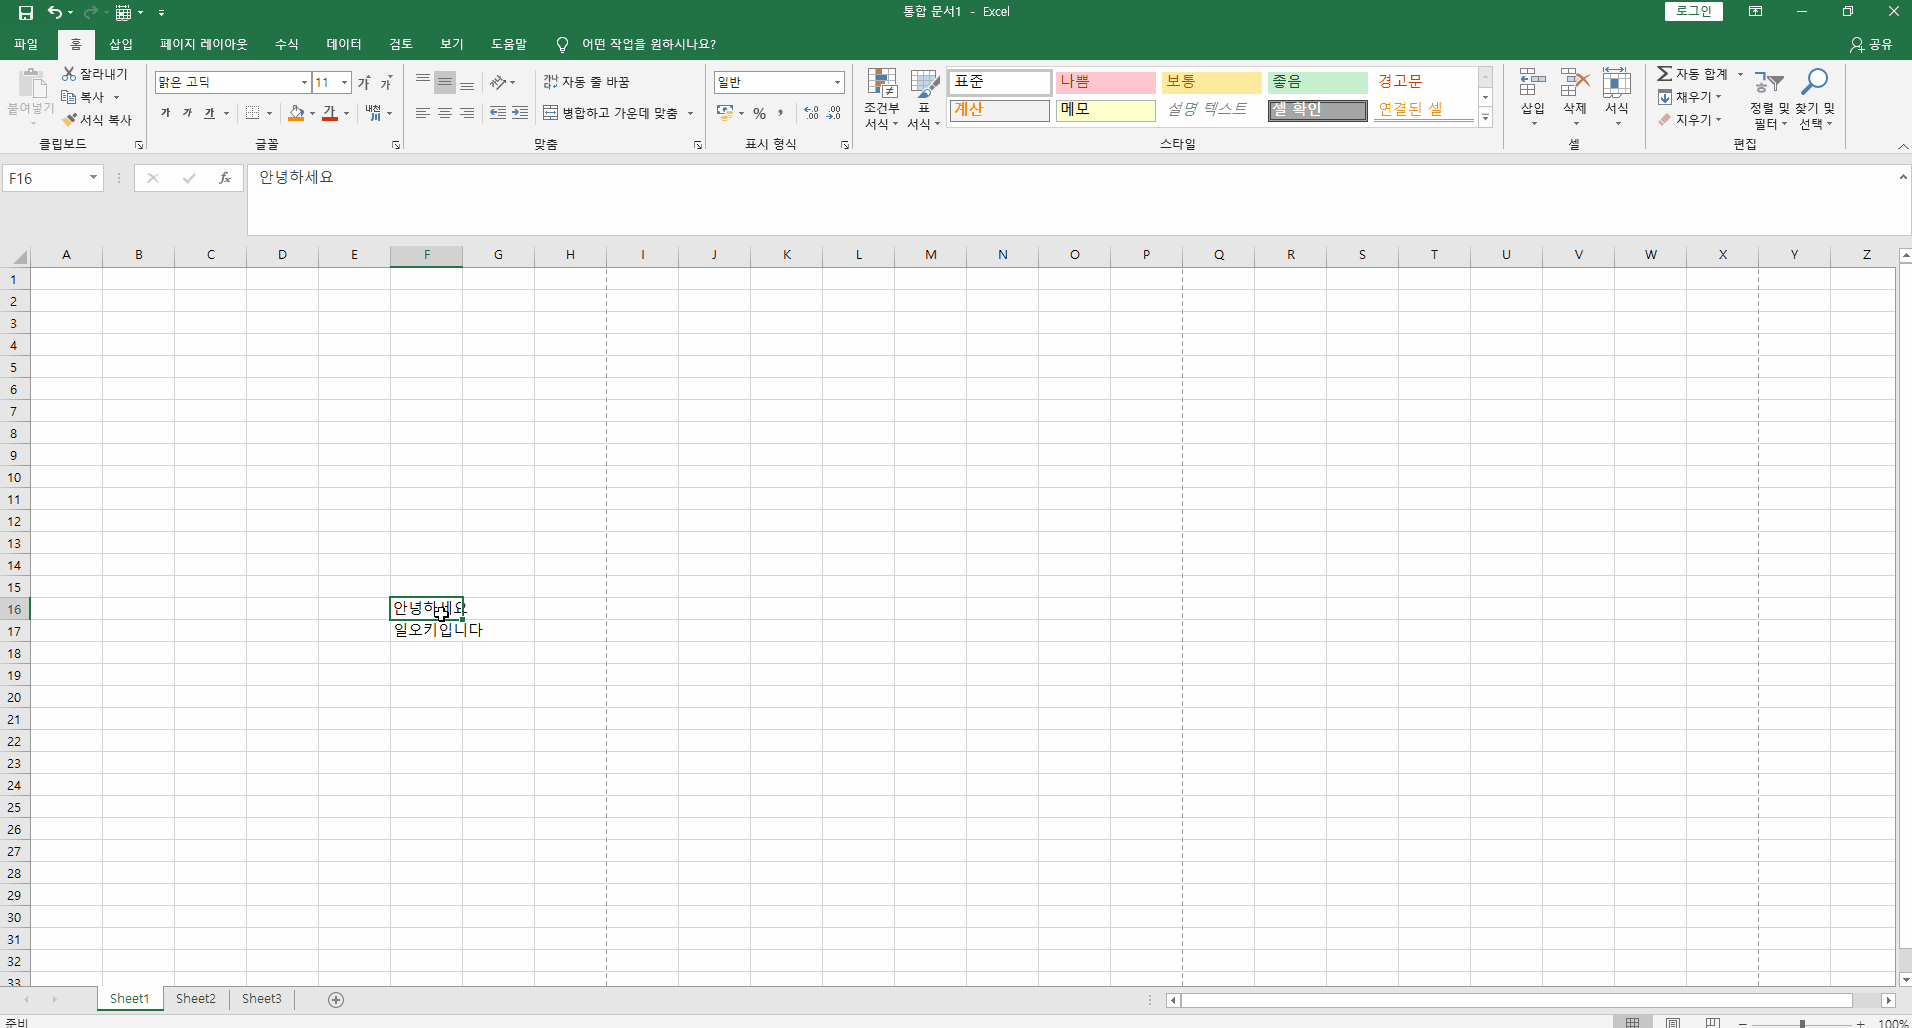 통합 문서1 - Excel
로그인
파일 홈 삽입 페이지 레이아웃 수식 데이터 검토 보기 도움말 어떤 작업을 원하시나요? 공유
붙여넣기
잘라내기
복사
서식 복사
클립보드
맑은 고딕 11 가 가
가 가 가 가 내천
글꼴
자동 줄 바꿈
병합하고 가운데 맞춤
맞춤
일반
% ,
표시 형식
조건부 서식
표 서식
표준 나쁨 보통 좋음 경고문
계산 메모 설명 텍스트 셀 확인 연결된 셀
스타일
삽입 삭제 서식
셀
자동 합계
채우기
지우기
정렬 및 필터
찾기 및 선택
편집
F16 fx 안녕하세요
A B C D E F G H I J K L M N O P Q R S T U V W X Y Z
1
2
3
4
5
6
7
8
9
10
11
12
13
14
15
16 안녕하세요
17 일오키입니다
18
19
20
21
22
23
24
25
26
27
28
29
30
31
32
33
Sheet1 Sheet2 Sheet3
준비 100%